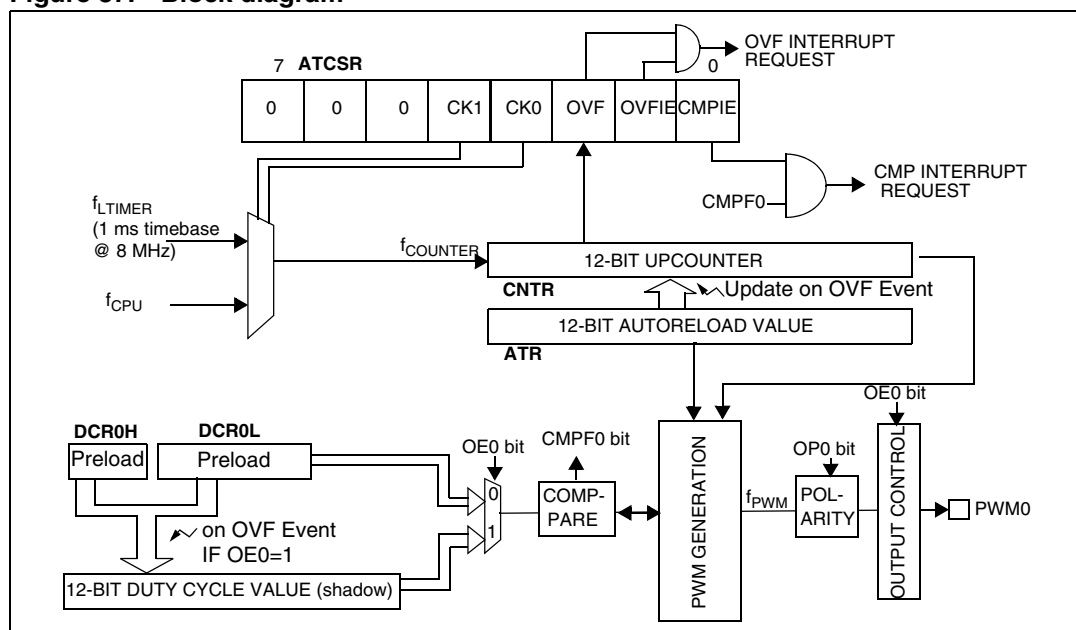 Figure 37. Block diagram
7 ATCSR 0
0 0 0 CK1 CK0 OVF OVFIE CMPIE
OVF INTERRUPT
REQUEST
CMP INTERRUPT
REQUEST
CMPF0
fLTIMER
(1 ms timebase
@ 8 MHz)
fCPU
fCOUNTER
12-BIT UPCOUNTER
CNTR
Update on OVF Event
12-BIT AUTORELOAD VALUE
ATR
OE0 bit
DCR0H
DCR0L
Preload
Preload
on OVF Event
IF OE0=1
12-BIT DUTY CYCLE VALUE (shadow)
OE0 bit
0
1
CMPF0 bit
COMP-
PARE
PWM GENERATION
fPWM
OP0 bit
POL-
ARITY
OUTPUT CONTROL
PWM0